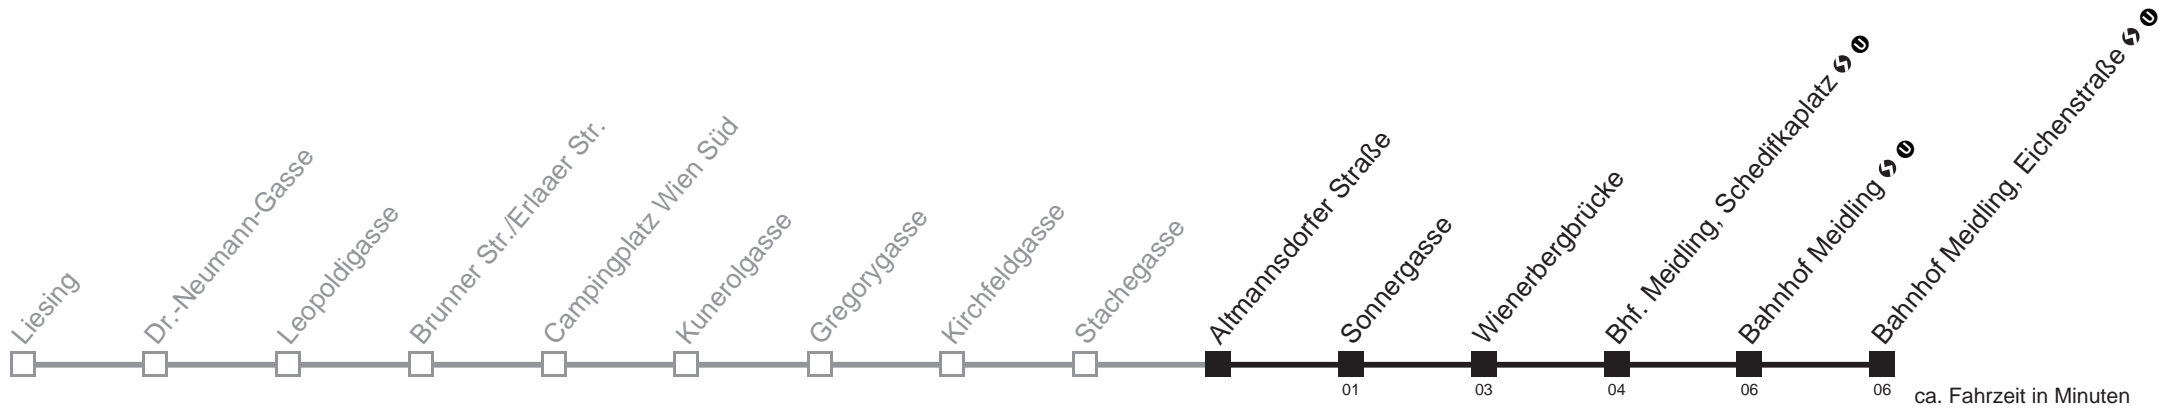 Liesing
Dr.-Neumann-Gasse
Leopoldigasse
Brunner Str./Erlaaer Str.
Campingplatz Wien Süd
Kunerolgasse
Gregorygasse
Kirchfeldgasse
Stachegasse
Altmannsdorfer Straße
Sonnergasse
Wienerbergbrücke
Bhf. Meidling, Schedifkaplatz U
Bahnhof Meidling U
Bahnhof Meidling, Eichenstraße U
01 03 04 06 06
ca. Fahrzeit in Minuten